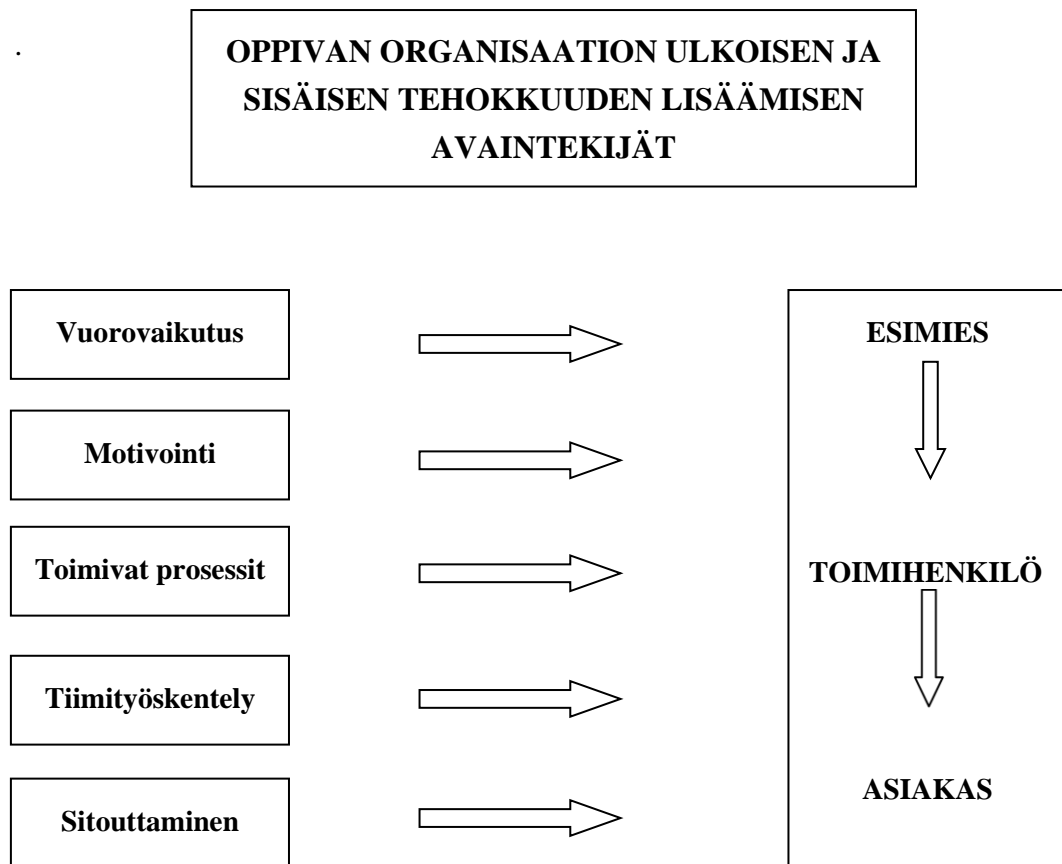 .
OPPIVAN ORGANISAATION ULKOISEN JA
SISÄISEN TEHOKKUUDEN LISÄÄMISEN
AVAINTEKIJÄT
Vuorovaikutus
Motivointi
Toimivat prosessit
Tiimityöskentely
Sitouttaminen
ESIMIES
TOIMIHENKILÖ
ASIAKAS